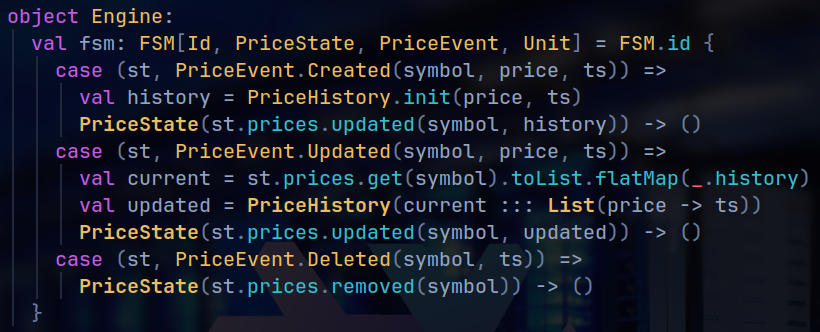 object Engine:
  val fsm: FSM[Id, PriceState, PriceEvent, Unit] = FSM.id {
    case (st, PriceEvent.Created(symbol, price, ts)) =>
      val history = PriceHistory.init(price, ts)
      PriceState(st.prices.updated(symbol, history)) -> ()
    case (st, PriceEvent.Updated(symbol, price, ts)) =>
      val current = st.prices.get(symbol).toList.flatMap(_.history)
      val updated = PriceHistory(current ::: List(price -> ts))
      PriceState(st.prices.updated(symbol, updated)) -> ()
    case (st, PriceEvent.Deleted(symbol, ts)) =>
      PriceState(st.prices.removed(symbol)) -> ()
  }